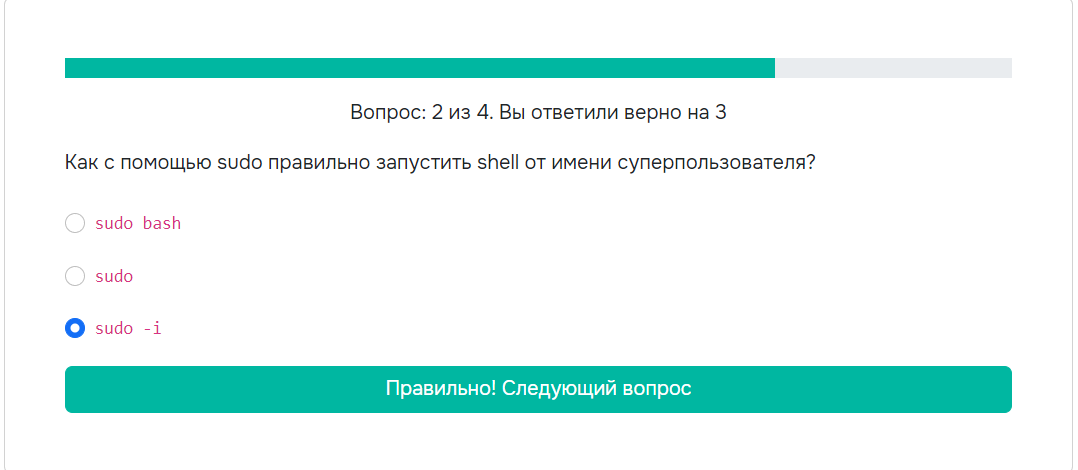 Вопрос: 2 из 4. Вы ответили верно на 3
Как с помощью sudo правильно запустить shell от имени суперпользователя?
sudo bash
sudo
sudo -i
Правильно! Следующий вопрос